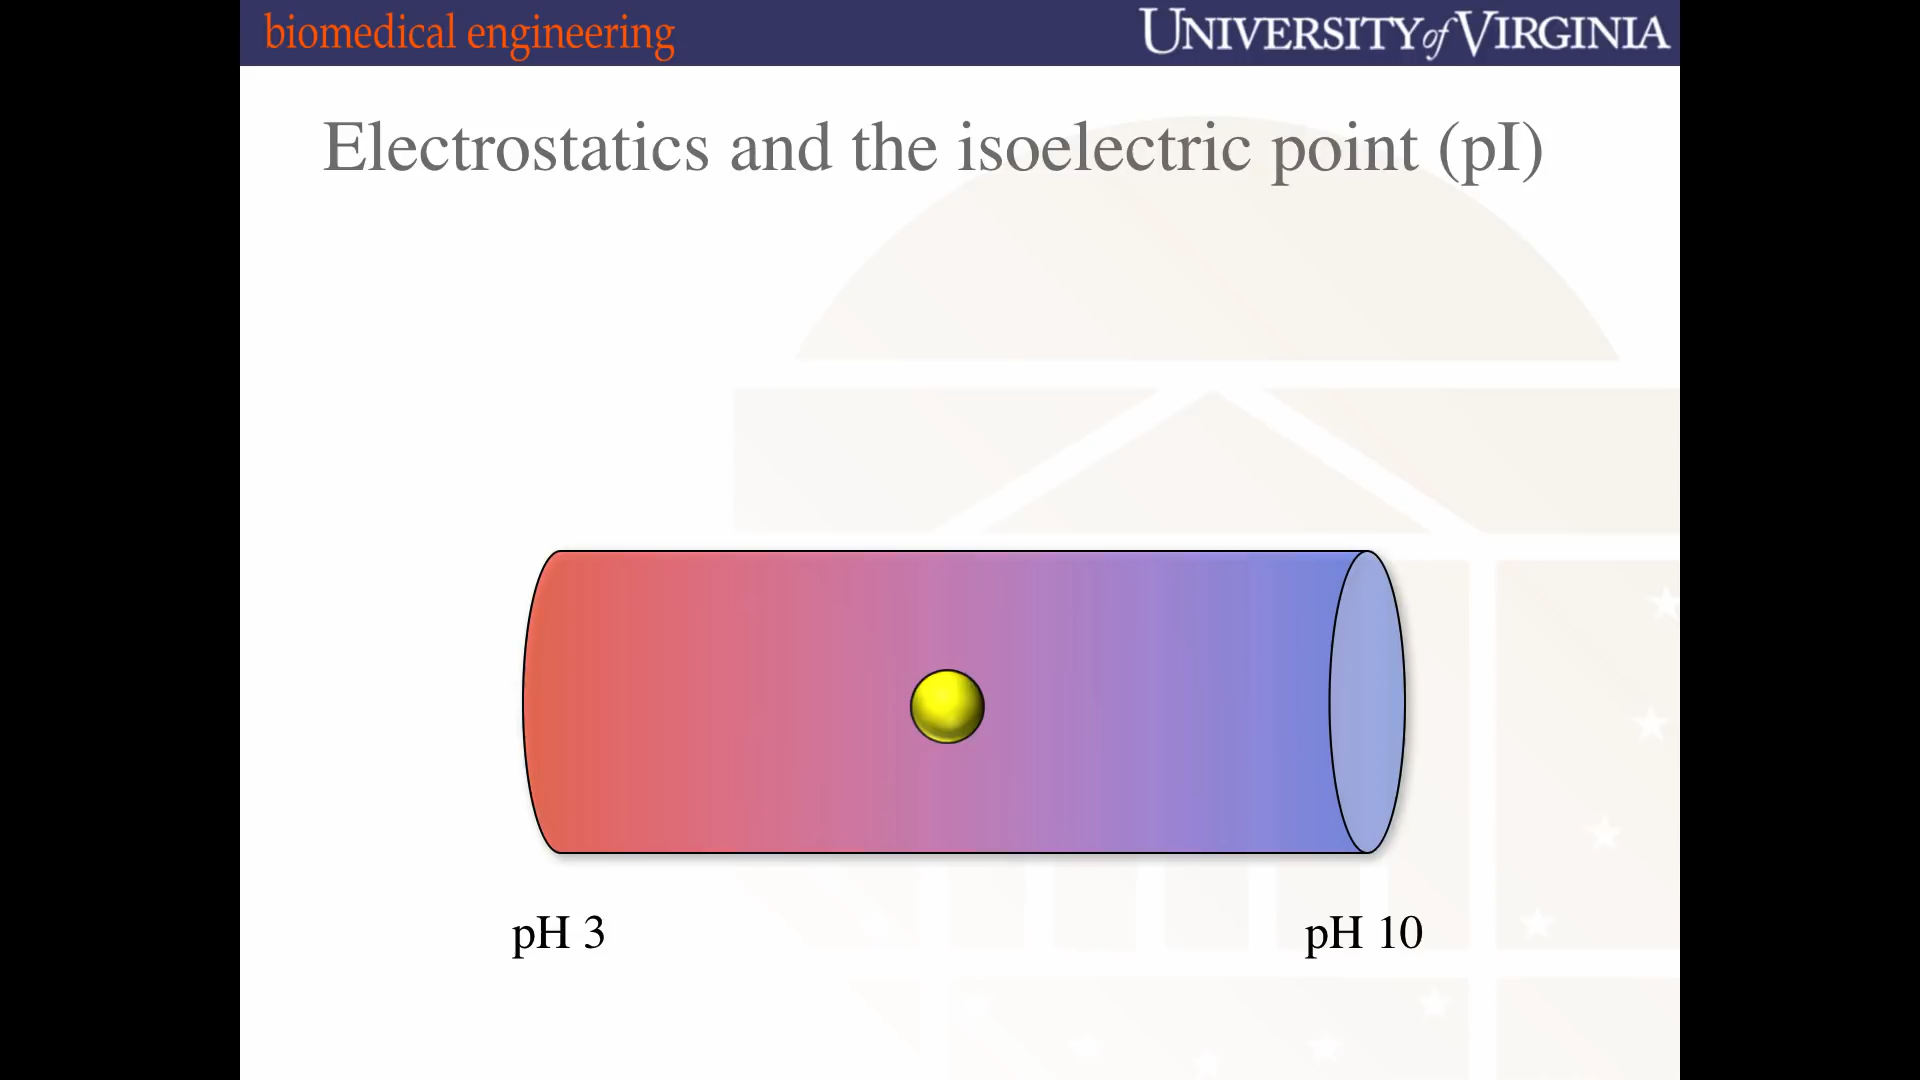 biomedical engineering
UNIVERSITY of VIRGINIA
Electrostatics and the isoelectric point (pI)
pH 3
pH 10